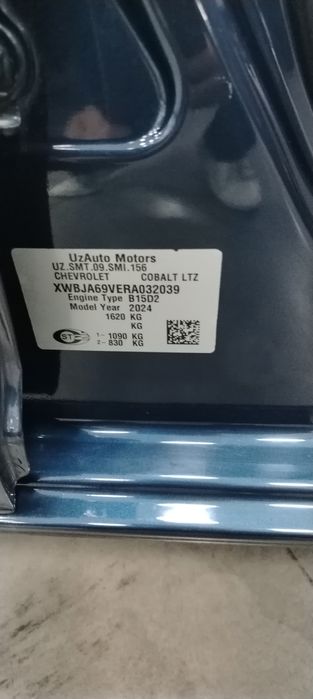 UzAuto Motors
UZ.SMT.09.SMI.156
CHEVROLET COBALT LTZ
XWBJA69VERA032039
Engine Type B15D2
Model Year 2024
1620 KG
KG
ST 1- 1090 KG
2- 830 KG